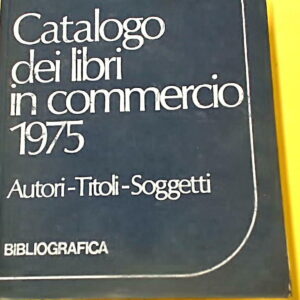 Catalogo
dei libri
in commercio
1975
Autori-Titoli-Soggetti
BIBLIOGRAFICA